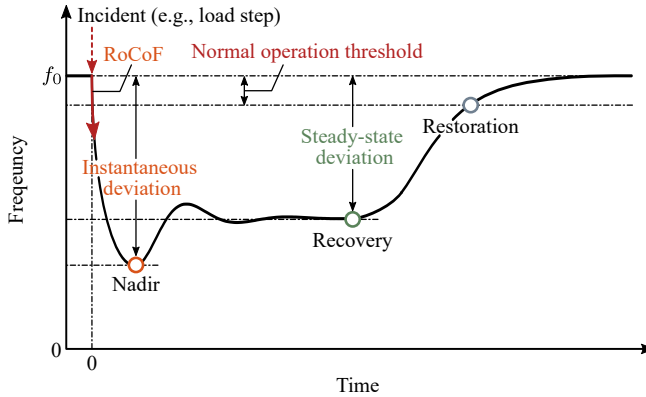 Incident (e.g., load step)
RoCoF
Normal operation threshold
f₀
Steady-state
deviation
Restoration
Instantaneous
deviation
Freqeuncy
Recovery
Nadir
0
0
Time